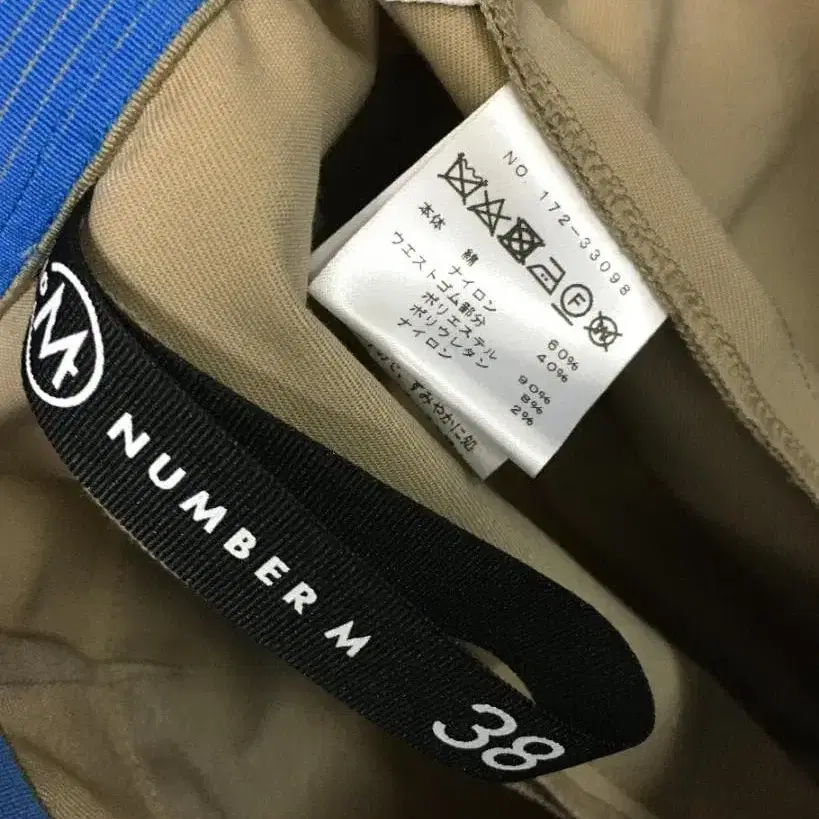 NO. 172-33098
本体
綿 60%
ナイロン 40%
ウエストゴム部分
ポリエステル 90%
ポリウレタン 8%
ナイロン 2%
すみやかに処
M
NUMBER M
38